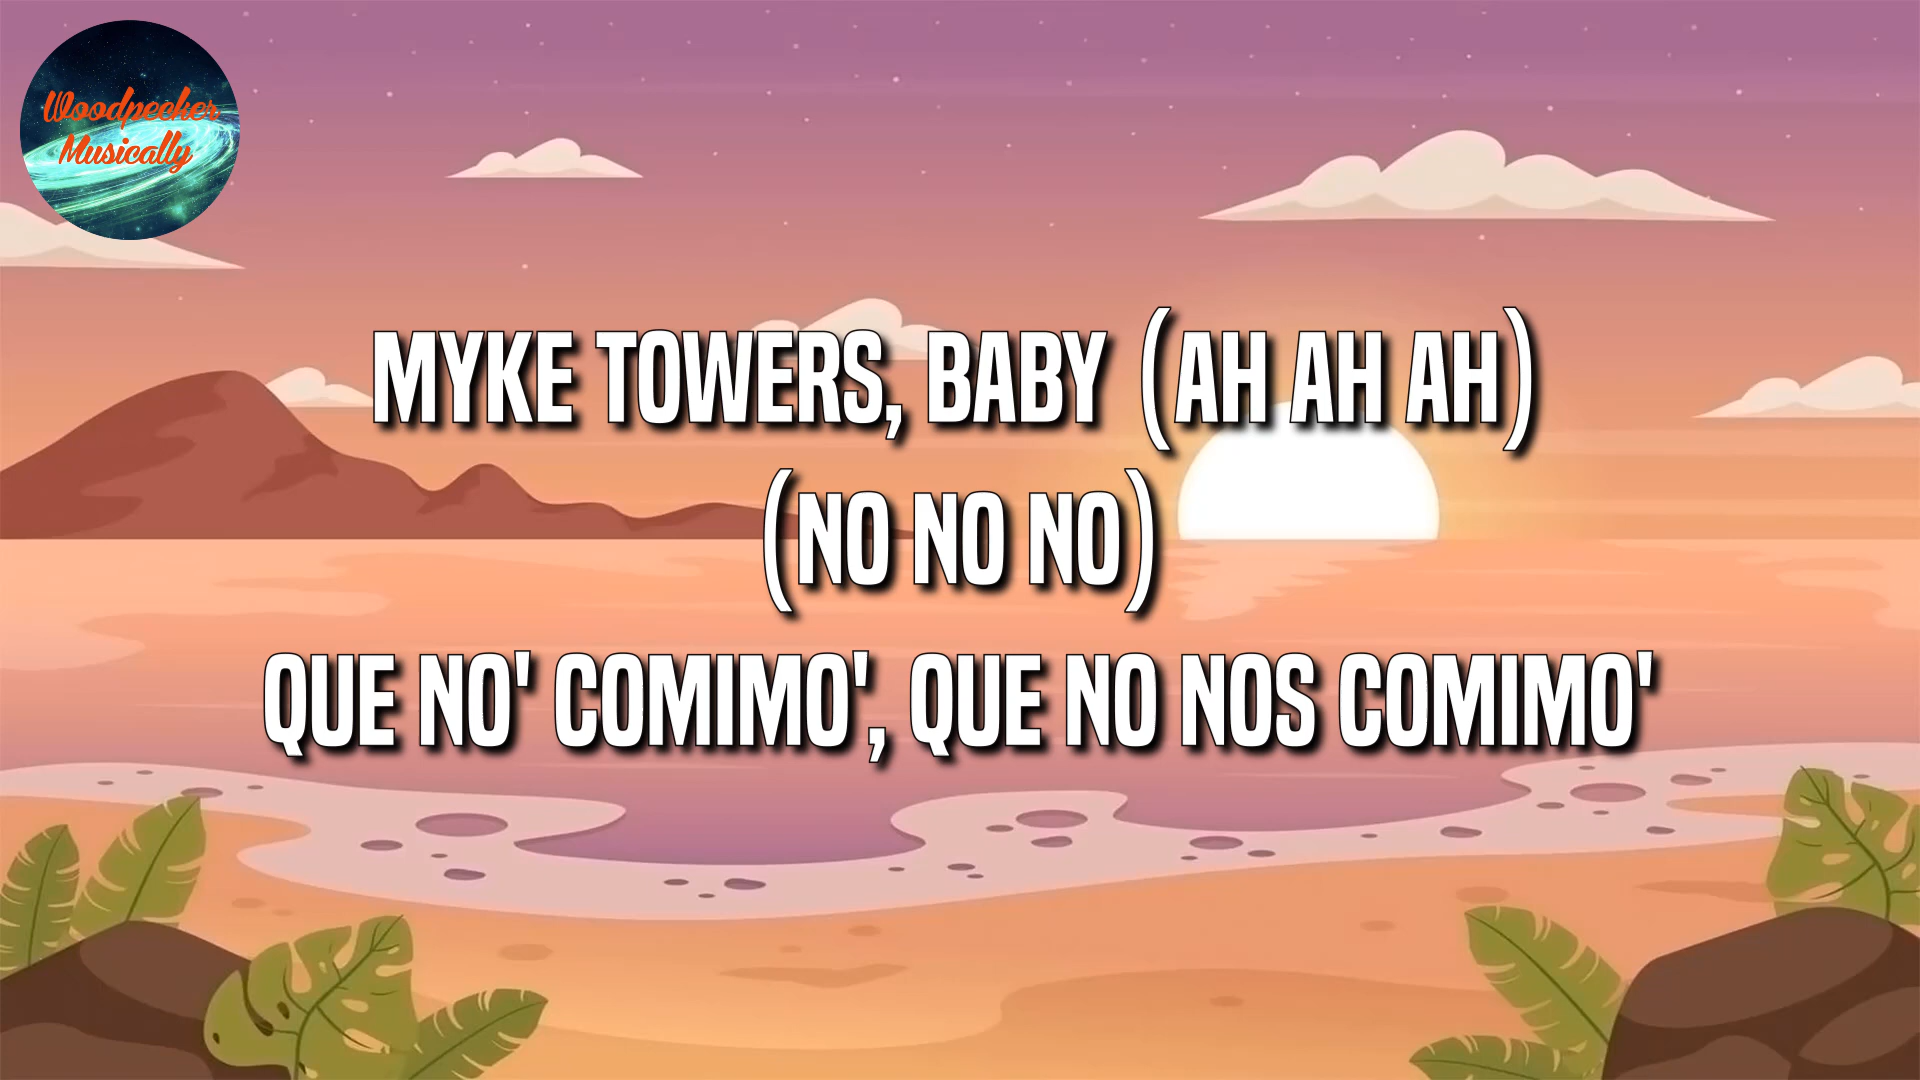 Woodpecker
Musically
MYKE TOWERS, BABY (AH AH AH)
(NO NO NO)
QUE NO' COMIMO', QUE NO NOS COMIMO'